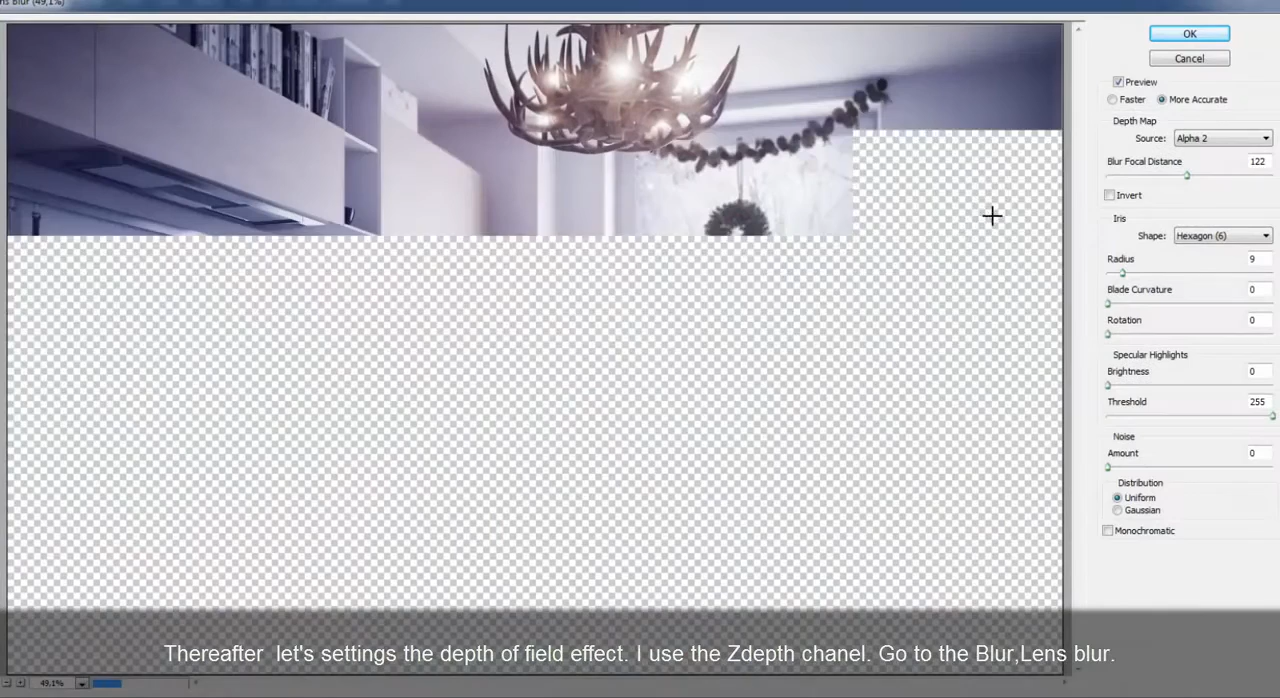 Lens Blur (49,1%)
OK
Cancel
Preview
Faster
More Accurate
Depth Map
Source: Alpha 2
Blur Focal Distance 122
Invert
Iris
Shape: Hexagon (6)
Radius 9
Blade Curvature 0
Rotation 0
Specular Highlights
Brightness 0
Threshold 255
Noise
Amount 0
Distribution
Uniform
Gaussian
Monochromatic
Thereafter let's settings the depth of field effect. I use the Zdepth chanel. Go to the Blur,Lens blur.
49,1%